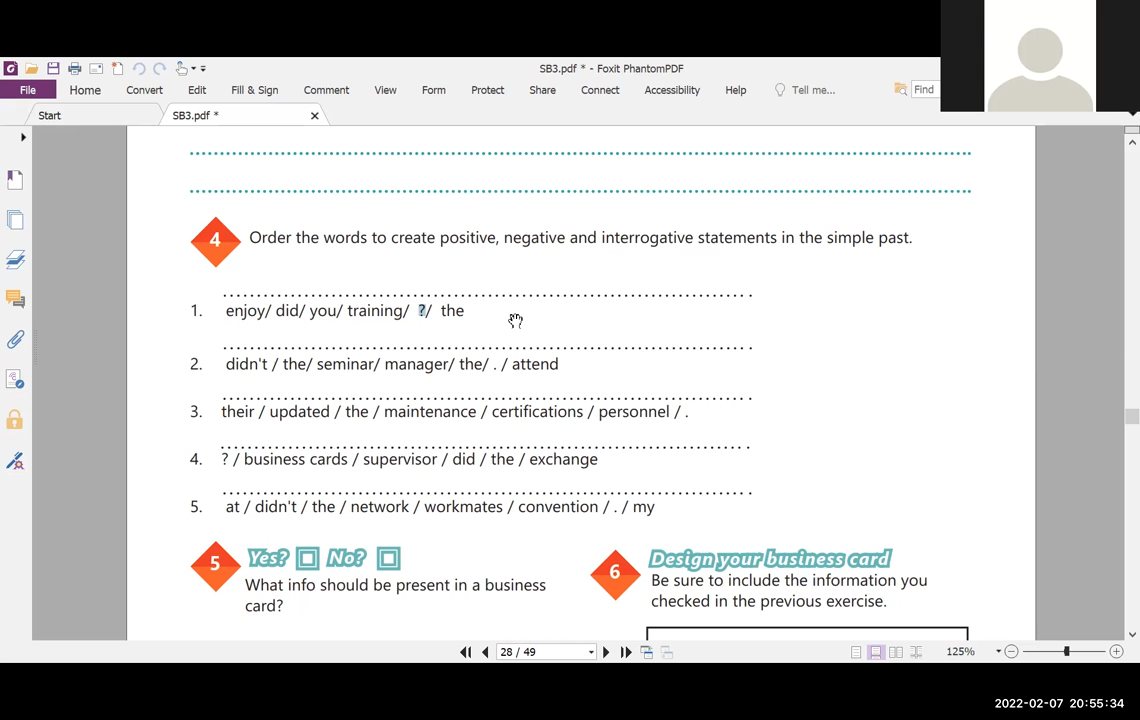 SB3.pdf * - Foxit PhantomPDF
File Home Convert Edit Fill & Sign Comment View Form Protect Share Connect Accessibility Help Tell me... Find
Start SB3.pdf *
4 Order the words to create positive, negative and interrogative statements in the simple past.
1. enjoy/ did/ you/ training/ ?/ the
2. didn't / the/ seminar/ manager/ the/ . / attend
3. their / updated / the / maintenance / certifications / personnel / .
4. ? / business cards / supervisor / did / the / exchange
5. at / didn't / the / network / workmates / convention / . / my
5 Yes? No?
What info should be present in a business
card?
6 Design your business card
Be sure to include the information you
checked in the previous exercise.
28 / 49
125%
2022-02-07 20:55:34